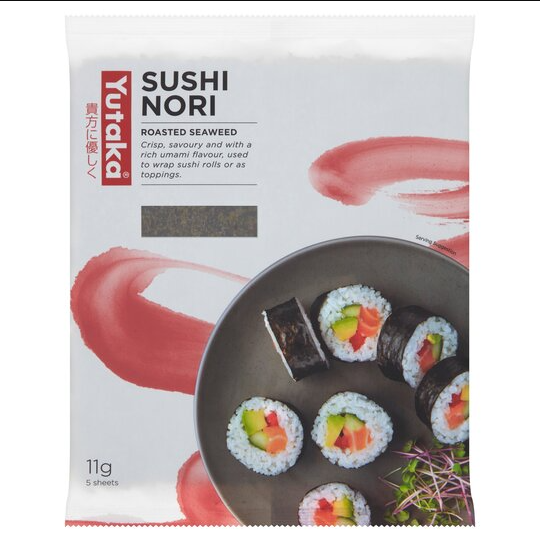 Yutaka®
貴方に優しく
SUSHI
NORI
ROASTED SEAWEED
Crisp, savoury and with a
rich umami flavour, used
to wrap sushi rolls or as
toppings.
Serving Suggestion
11g
5 sheets